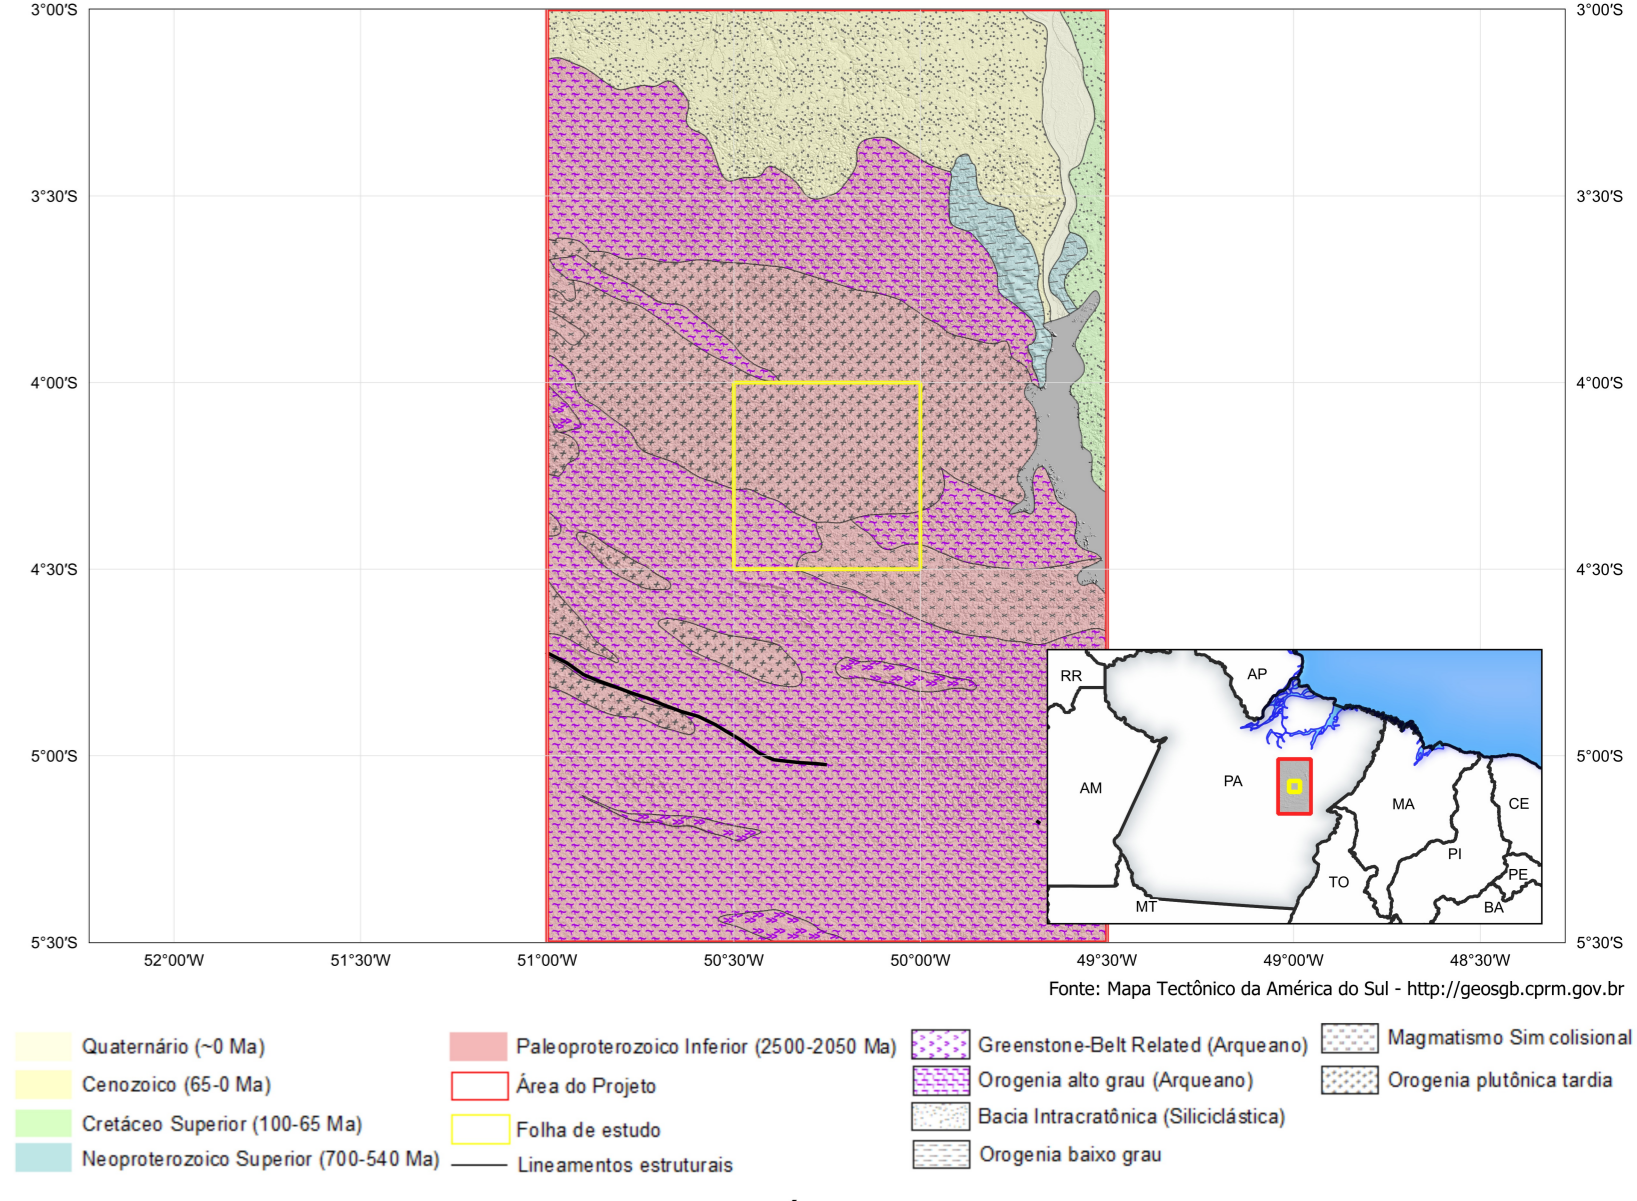 3°00′S
3°00′S
3°30′S
3°30′S
4°00′S
4°00′S
4°30′S
4°30′S
5°00′S
5°00′S
5°30′S
5°30′S
RR
AP
AM
PA
MA
CE
PI
PE
TO
MT
BA
52°00′W
51°30′W
51°00′W
50°30′W
50°00′W
49°30′W
49°00′W
48°30′W
Fonte: Mapa Tectônico da América do Sul - http://geosgb.cprm.gov.br
Quaternário (~0 Ma)
Cenozoico (65-0 Ma)
Cretáceo Superior (100-65 Ma)
Neoproterozoico Superior (700-540 Ma)
Paleoproterozoico Inferior (2500-2050 Ma)
Área do Projeto
Folha de estudo
Lineamentos estruturais
Greenstone-Belt Related (Arqueano)
Orogenia alto grau (Arqueano)
Bacia Intracratônica (Siliciclástica)
Orogenia baixo grau
Magmatismo Sim colisional
Orogenia plutônica tardia